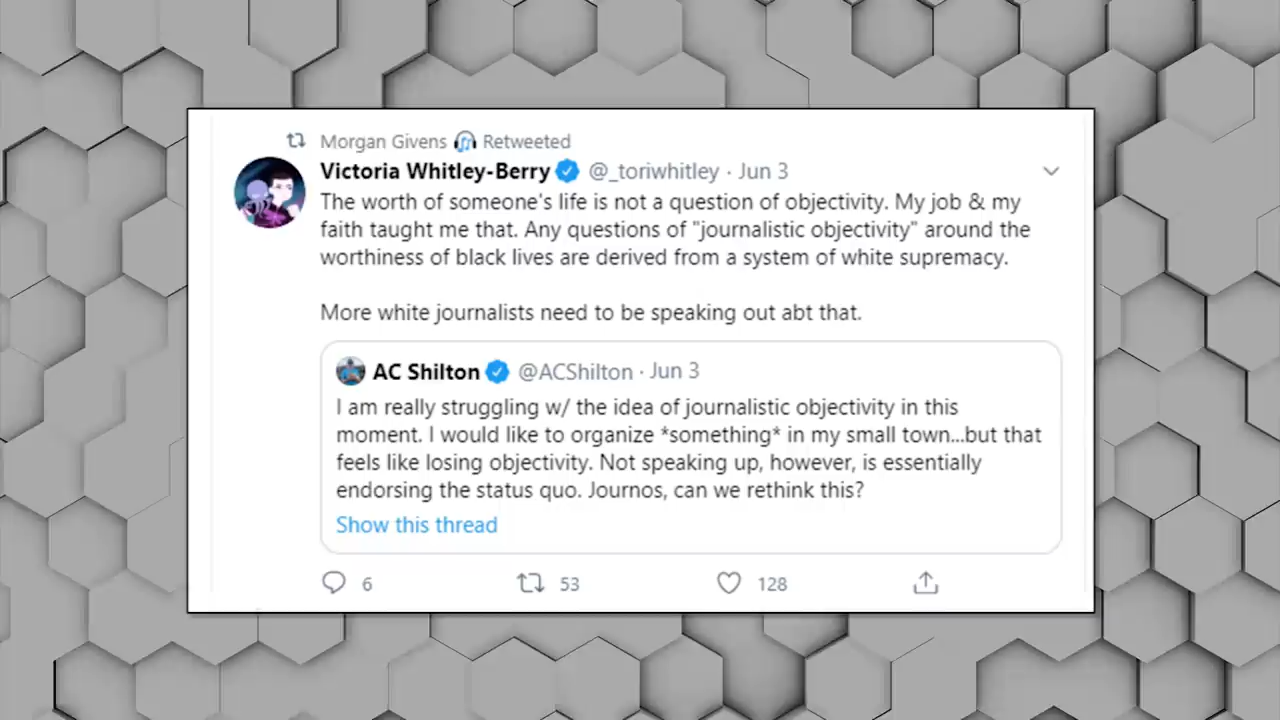 Morgan Givens 🎧 Retweeted
Victoria Whitley-Berry @_toriwhitley · Jun 3
The worth of someone's life is not a question of objectivity. My job & my
faith taught me that. Any questions of "journalistic objectivity" around the
worthiness of black lives are derived from a system of white supremacy.
More white journalists need to be speaking out abt that.
AC Shilton @ACShilton · Jun 3
I am really struggling w/ the idea of journalistic objectivity in this
moment. I would like to organize *something* in my small town...but that
feels like losing objectivity. Not speaking up, however, is essentially
endorsing the status quo. Journos, can we rethink this?
Show this thread
6 53 128